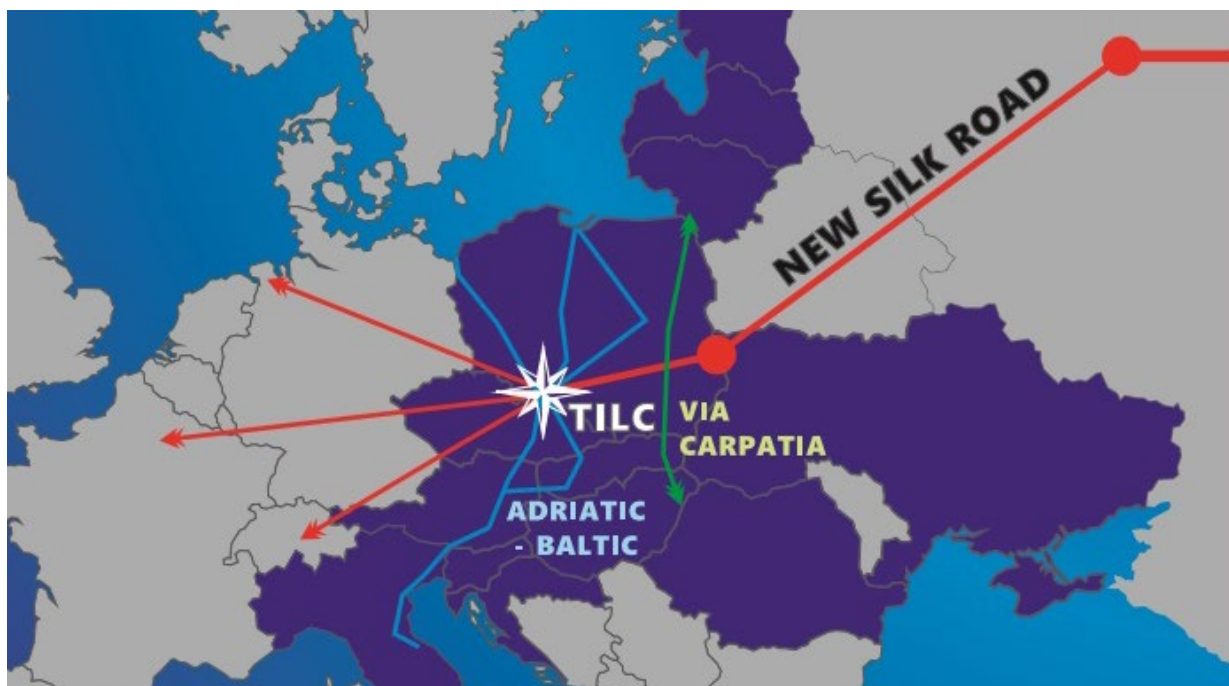 NEW SILK ROAD
TILC
VIA
CARPATIA
ADRIATIC
- BALTIC